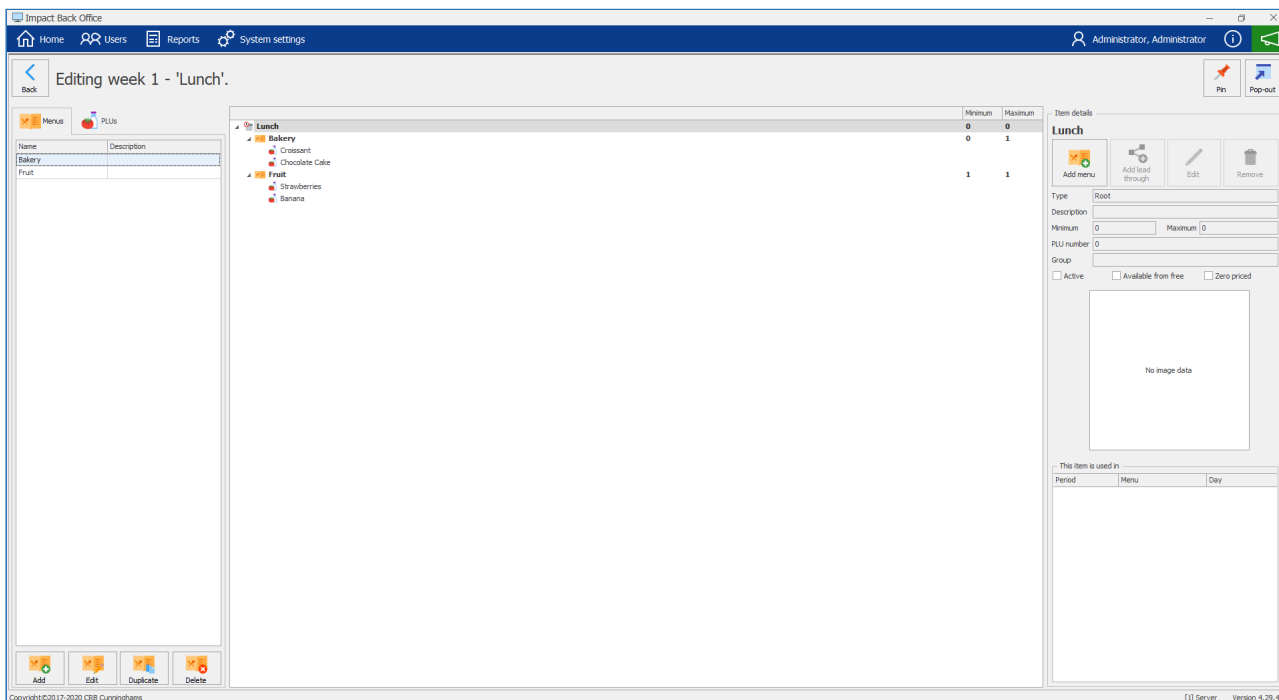 Impact Back Office
Home Users Reports System settings Administrator, Administrator
Back Editing week 1 - 'Lunch'. Pin Pop-out
Menus PLUs
Name Description
Bakery
Fruit
Add Edit Duplicate Delete
Minimum Maximum
Lunch 0 0
Bakery 0 1
Croissant
Chocolate Cake
Fruit 1 1
Strawberries
Banana
Item details
Lunch
Add menu Add lead through Edit Remove
Type Root
Description
Minimum 0 Maximum 0
PLU number 0
Group
Active Available from free Zero priced
No image data
This item is used in
Period Menu Day
Copyright©2017-2020 CRB Cunninghams [1] Server Version 4.29.4